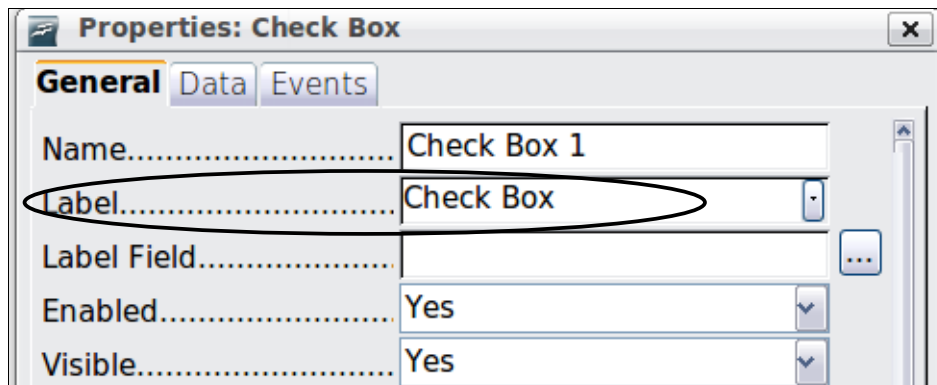 Properties: Check Box
General Data Events
Name............................ Check Box 1
Label............................. Check Box
Label Field..................... ...
Enabled......................... Yes
Visible........................... Yes